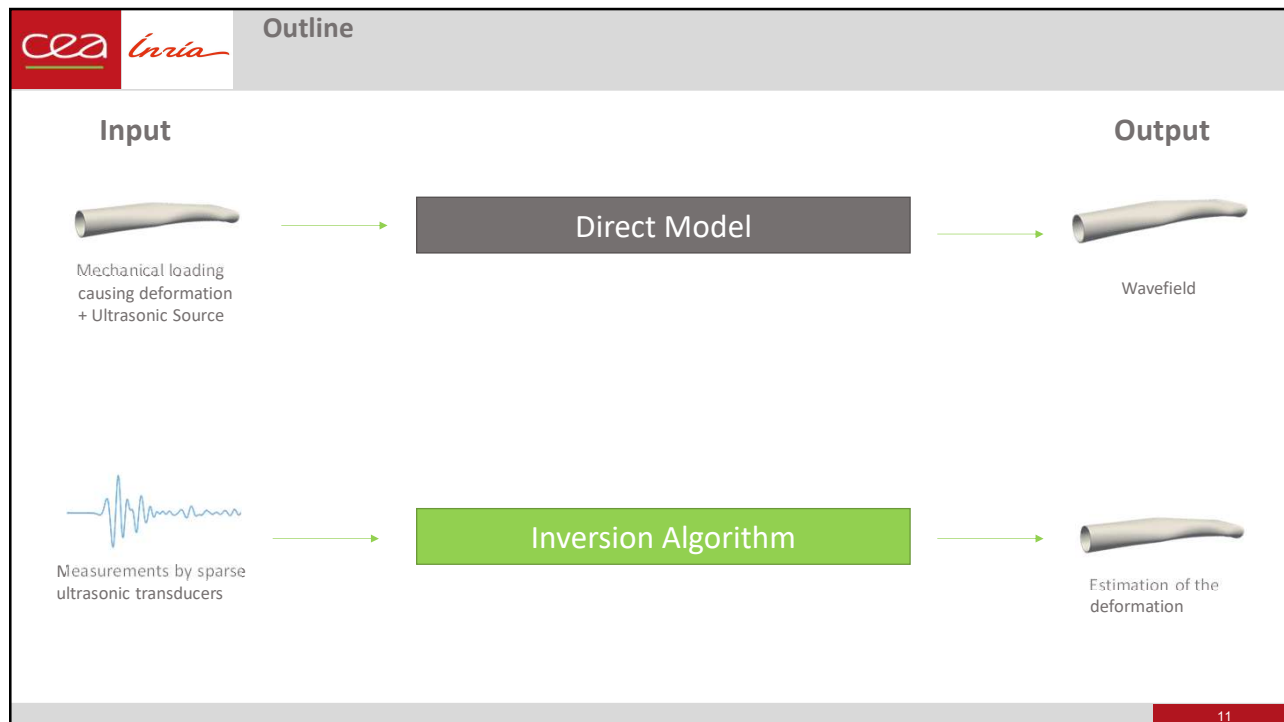 cea
Inria
Outline
Input
Output
Direct Model
Mechanical loading
causing deformation
+ Ultrasonic Source
Wavefield
Inversion Algorithm
Measurements by sparse
ultrasonic transducers
Estimation of the
deformation
11